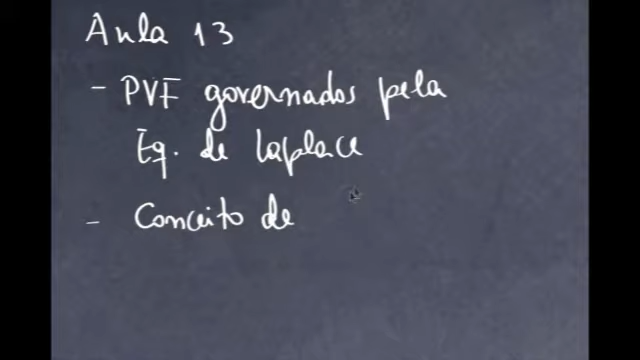 Aula 13
- PVF governados pela
Eq. de Laplace
- Conceito de